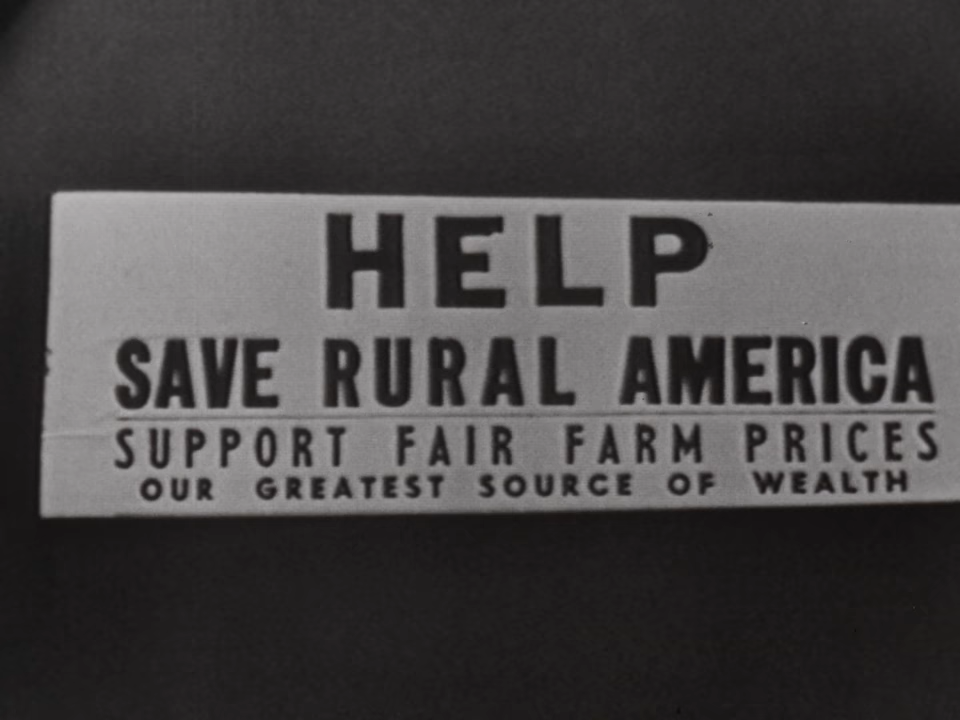 HELP
SAVE RURAL AMERICA
SUPPORT FAIR FARM PRICES
OUR GREATEST SOURCE OF WEALTH